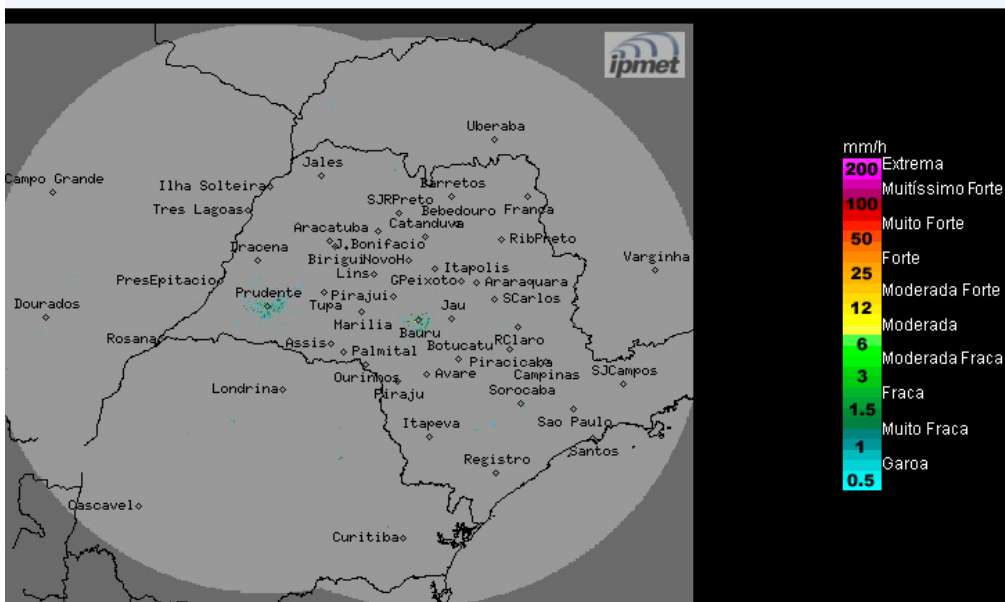 ipmet
Uberaba
Jales
Campo Grande
Ilha Solteira
Barretos
SJRPreto
Tres Lagoas
Bebedouro
Franca
Aracatuba
Catanduva
Dracena
J.Bonifacio
RibPreto
Birigui
NovoH
Varginha
Lins
Itapolis
PresEpitacio
GPeixoto
Araraquara
Prudente
Tupa
Pirajui
SCarlos
Dourados
Jau
Marilia
Bauru
Rosana
Assis
Botucatu
RClaro
Palmital
Piracicaba
Ourinhos
Avare
Campinas
SJCampos
Londrina
Piraju
Sorocaba
Itapeva
Sao Paulo
Santos
Registro
Cascavel
Curitiba
mm/h
200 Extrema
Muitíssimo Forte
100
Muito Forte
50
Forte
25
Moderada Forte
12
Moderada
6
Moderada Fraca
3
Fraca
1.5
Muito Fraca
1
Garoa
0.5